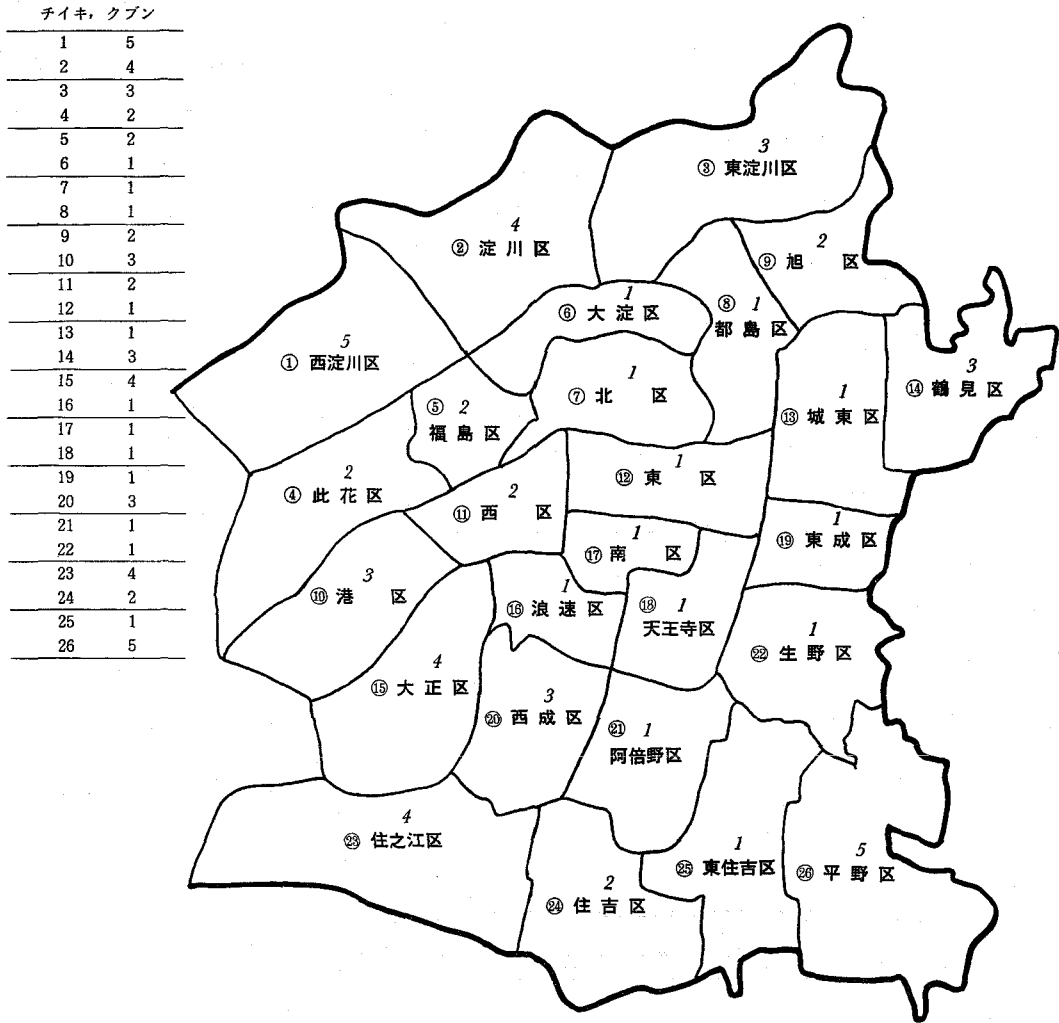 チイキ, クブン
1 5
2 4
3 3
4 2
5 2
6 1
7 1
8 1
9 2
10 3
11 2
12 1
13 1
14 3
15 4
16 1
17 1
18 1
19 1
20 3
21 1
22 1
23 4
24 2
25 1
26 5
3
③ 東淀川区
4
② 淀川区
2
⑨ 旭 区
1
⑥ 大淀区
⑧ 1
都島区
5
① 西淀川区
3
⑭ 鶴見区
1
⑦ 北 区
1
⑬ 城東区
⑤ 2
福島区
1
⑫ 東 区
2
④ 此花区
2
⑪ 西 区
1
⑲ 東成区
1
⑰ 南 区
3
⑩ 港 区
1
⑯ 浪速区
⑱ 1
天王寺区
1
㉒ 生野区
4
⑮ 大正区
3
⑳ 西成区
㉑ 1
阿倍野区
4
㉓ 住之江区
1
㉕ 東住吉区
5
㉖ 平野区
2
㉔ 住吉区